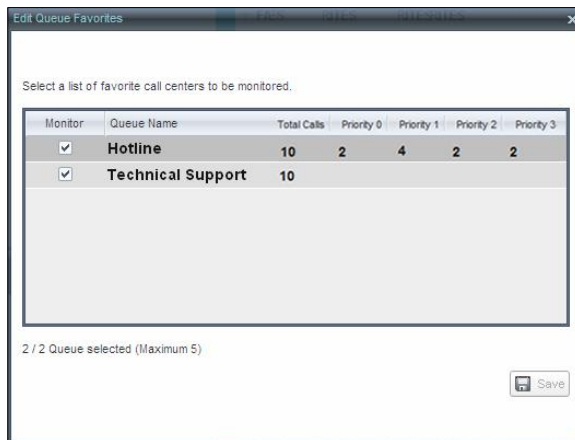 Edit Queue Favorites
Select a list of favorite call centers to be monitored.
Monitor Queue Name Total Calls Priority 0 Priority 1 Priority 2 Priority 3
Hotline 10 2 4 2 2
Technical Support 10
2 / 2 Queue selected (Maximum 5)
Save